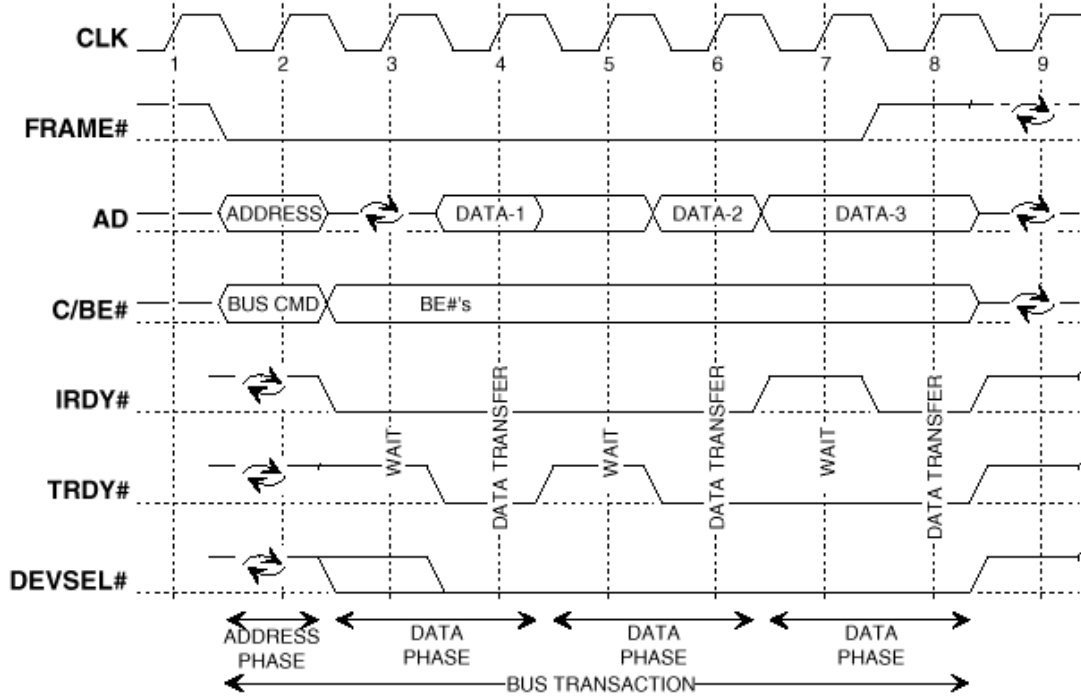 CLK
1 2 3 4 5 6 7 8 9
FRAME#
AD
ADDRESS DATA-1 DATA-2 DATA-3
C/BE#
BUS CMD BE#'s
IRDY#
WAIT
DATA TRANSFER
WAIT
DATA TRANSFER
WAIT
DATA TRANSFER
TRDY#
DEVSEL#
ADDRESS
PHASE
DATA
PHASE
DATA
PHASE
DATA
PHASE
BUS TRANSACTION